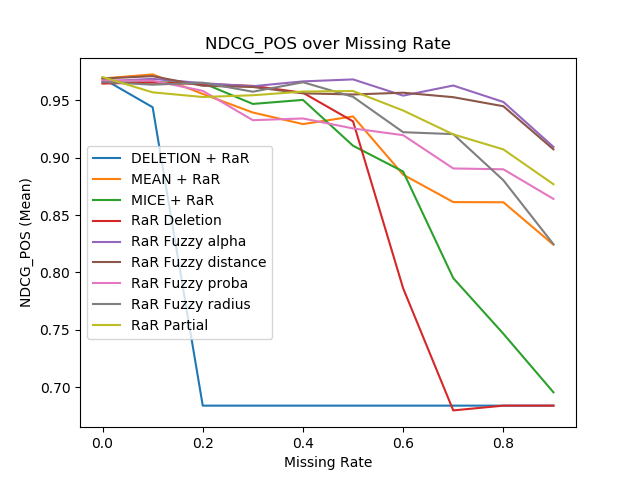 NDCG_POS over Missing Rate
NDCG_POS (Mean)
0.95
0.90
0.85
0.80
0.75
0.70
DELETION + RaR
MEAN + RaR
MICE + RaR
RaR Deletion
RaR Fuzzy alpha
RaR Fuzzy distance
RaR Fuzzy proba
RaR Fuzzy radius
RaR Partial
0.0 0.2 0.4 0.6 0.8
Missing Rate